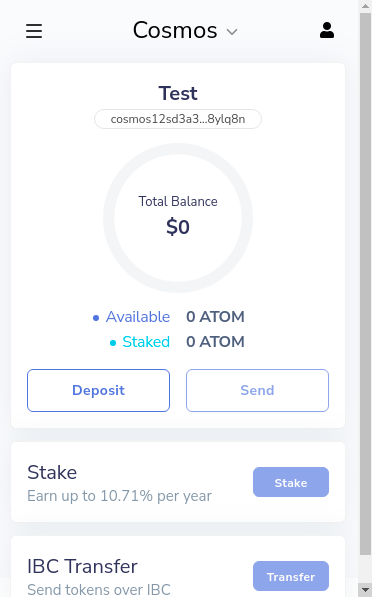 Cosmos
Test
cosmos12sd3a3...8ylq8n
Total Balance
$0
Available 0 ATOM
Staked 0 ATOM
Deposit Send
Stake
Earn up to 10.71% per year
Stake
IBC Transfer
Send tokens over IBC
Transfer